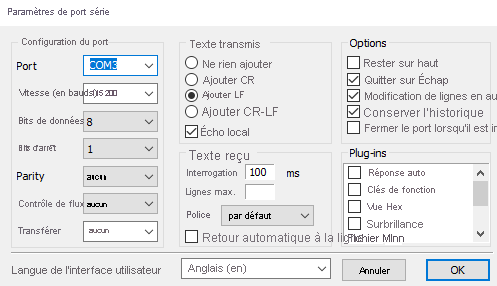 Paramètres de port série
Configuration du port
Port
COM3
Vitesse (en bauds)
Bits de données
8
Bits d'arrêt
1
Parity
aucun
Contrôle de flux
aucun
Transférer
aucun
Texte transmis
Ne rien ajouter
Ajouter CR
Ajouter LF
Ajouter CR-LF
Écho local
Texte reçu
Interrogation
100
ms
Lignes max.
Police
par défaut
Retour automatique à la ligne
Options
Rester sur haut
Quitter sur Échap
Modification de lignes en au
Conserver l'historique
Fermer le port lorsqu'il est in
Plug-ins
Réponse auto
Clés de fonction
Vue Hex
Surbrillance
Langue de l'interface utilisateur
Anglais (en)
Annuler
OK